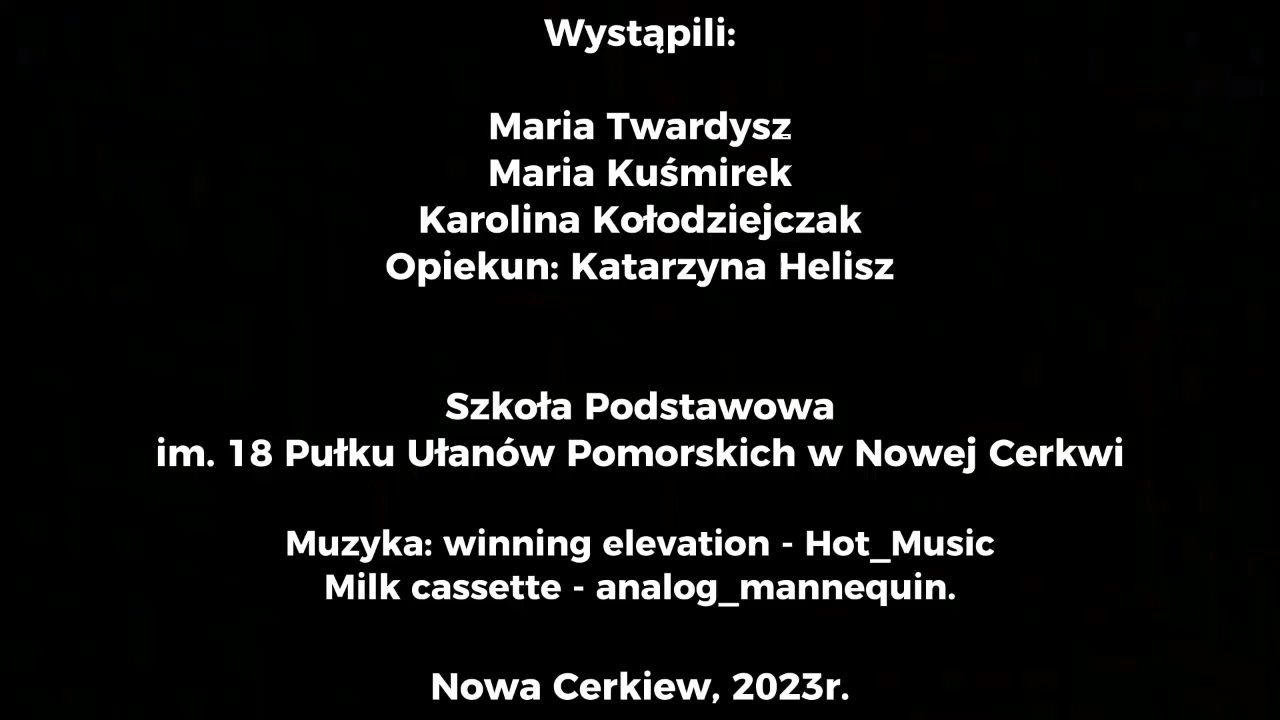 Wystąpili:
Maria Twardysz
Maria Kuśmirek
Karolina Kołodziejczak
Opiekun: Katarzyna Helisz
Szkoła Podstawowa
im. 18 Pułku Ułanów Pomorskich w Nowej Cerkwi
Muzyka: winning elevation - Hot_Music
Milk cassette - analog_mannequin.
Nowa Cerkiew, 2023r.